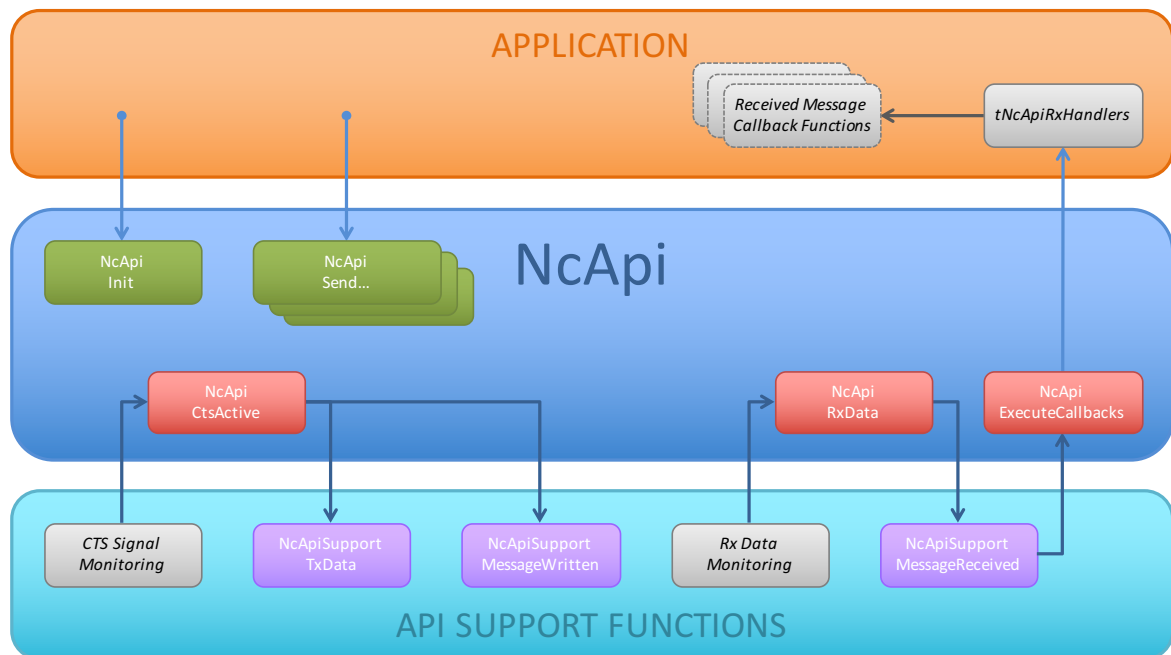 APPLICATION
Received Message
Callback Functions
tNcApiRxHandlers
NcApi
Init
NcApi
Send...
NcApi
NcApi
CtsActive
NcApi
RxData
NcApi
ExecuteCallbacks
CTS Signal
Monitoring
NcApiSupport
TxData
NcApiSupport
MessageWritten
Rx Data
Monitoring
NcApiSupport
MessageReceived
API SUPPORT FUNCTIONS